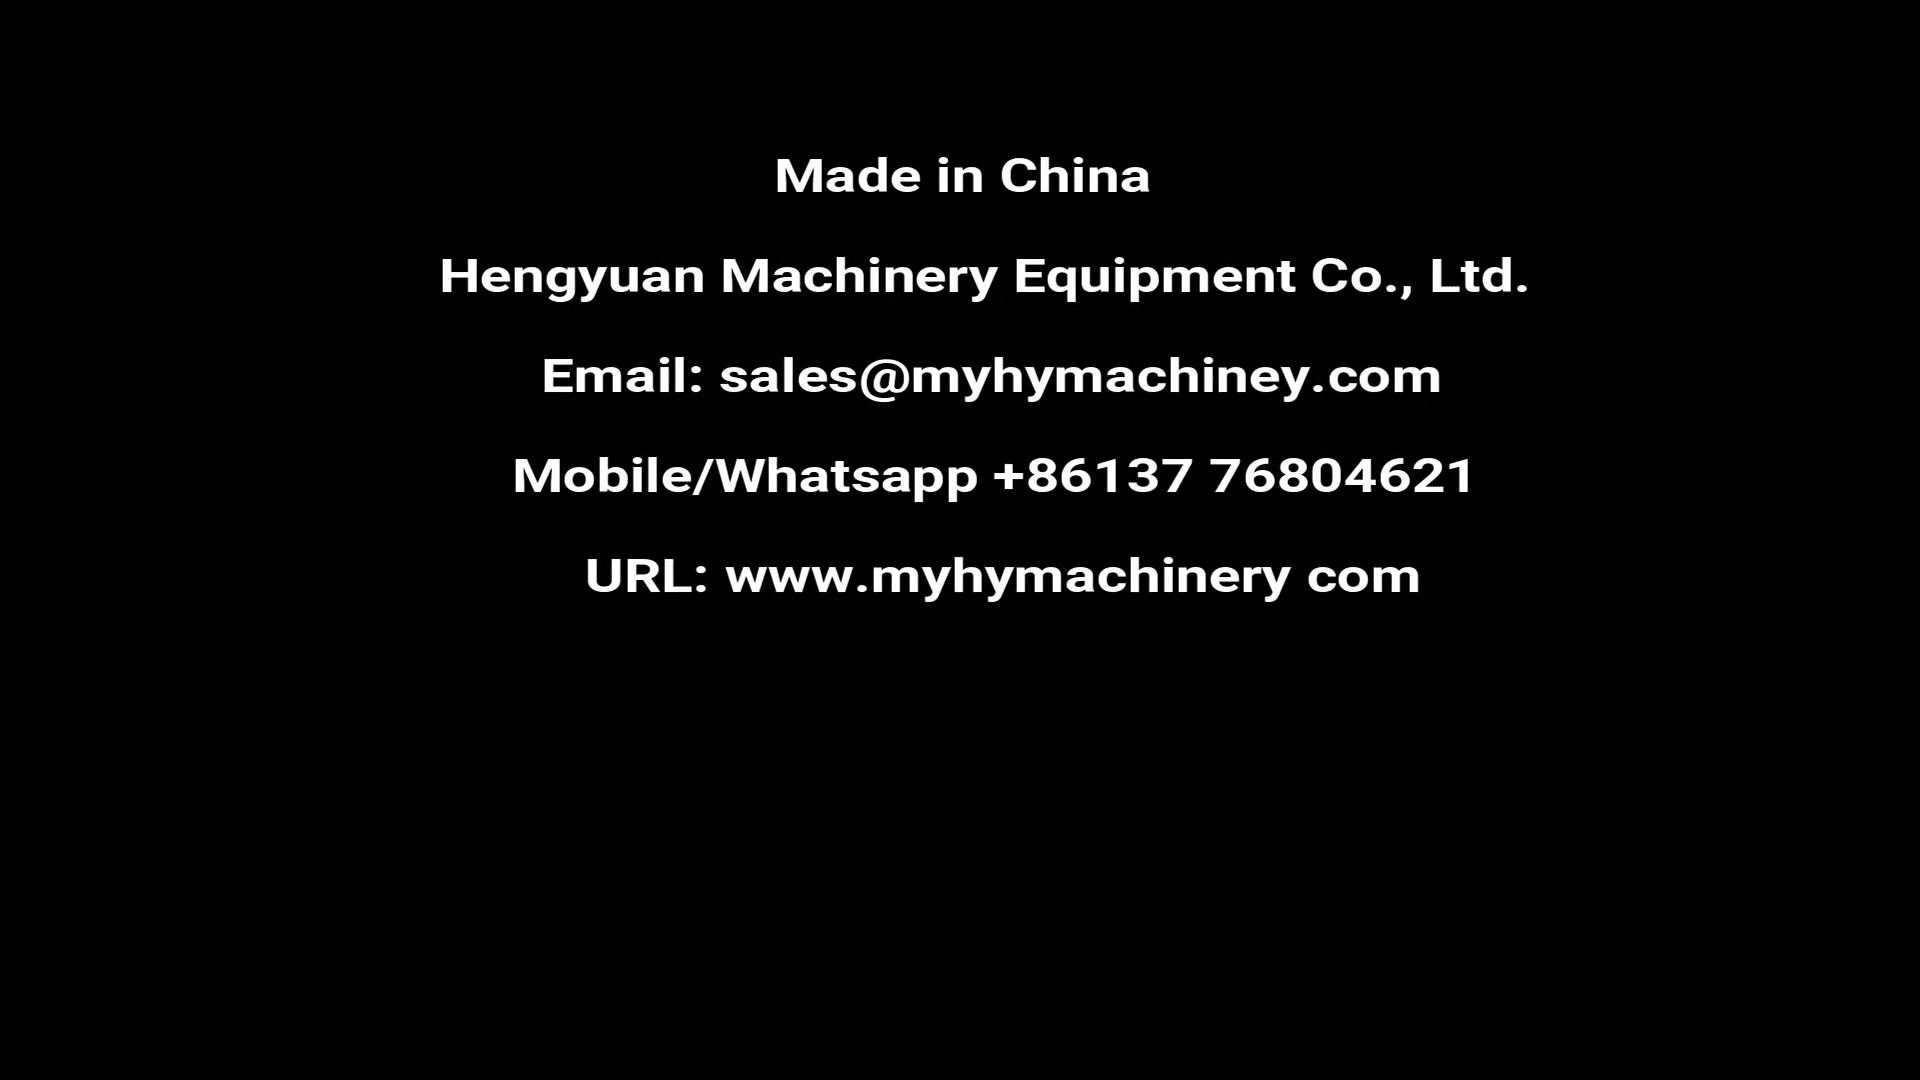 Made in China
Hengyuan Machinery Equipment Co., Ltd.
Email: sales@myhymachiney.com
Mobile/Whatsapp +86137 76804621
URL: www.myhymachinery com